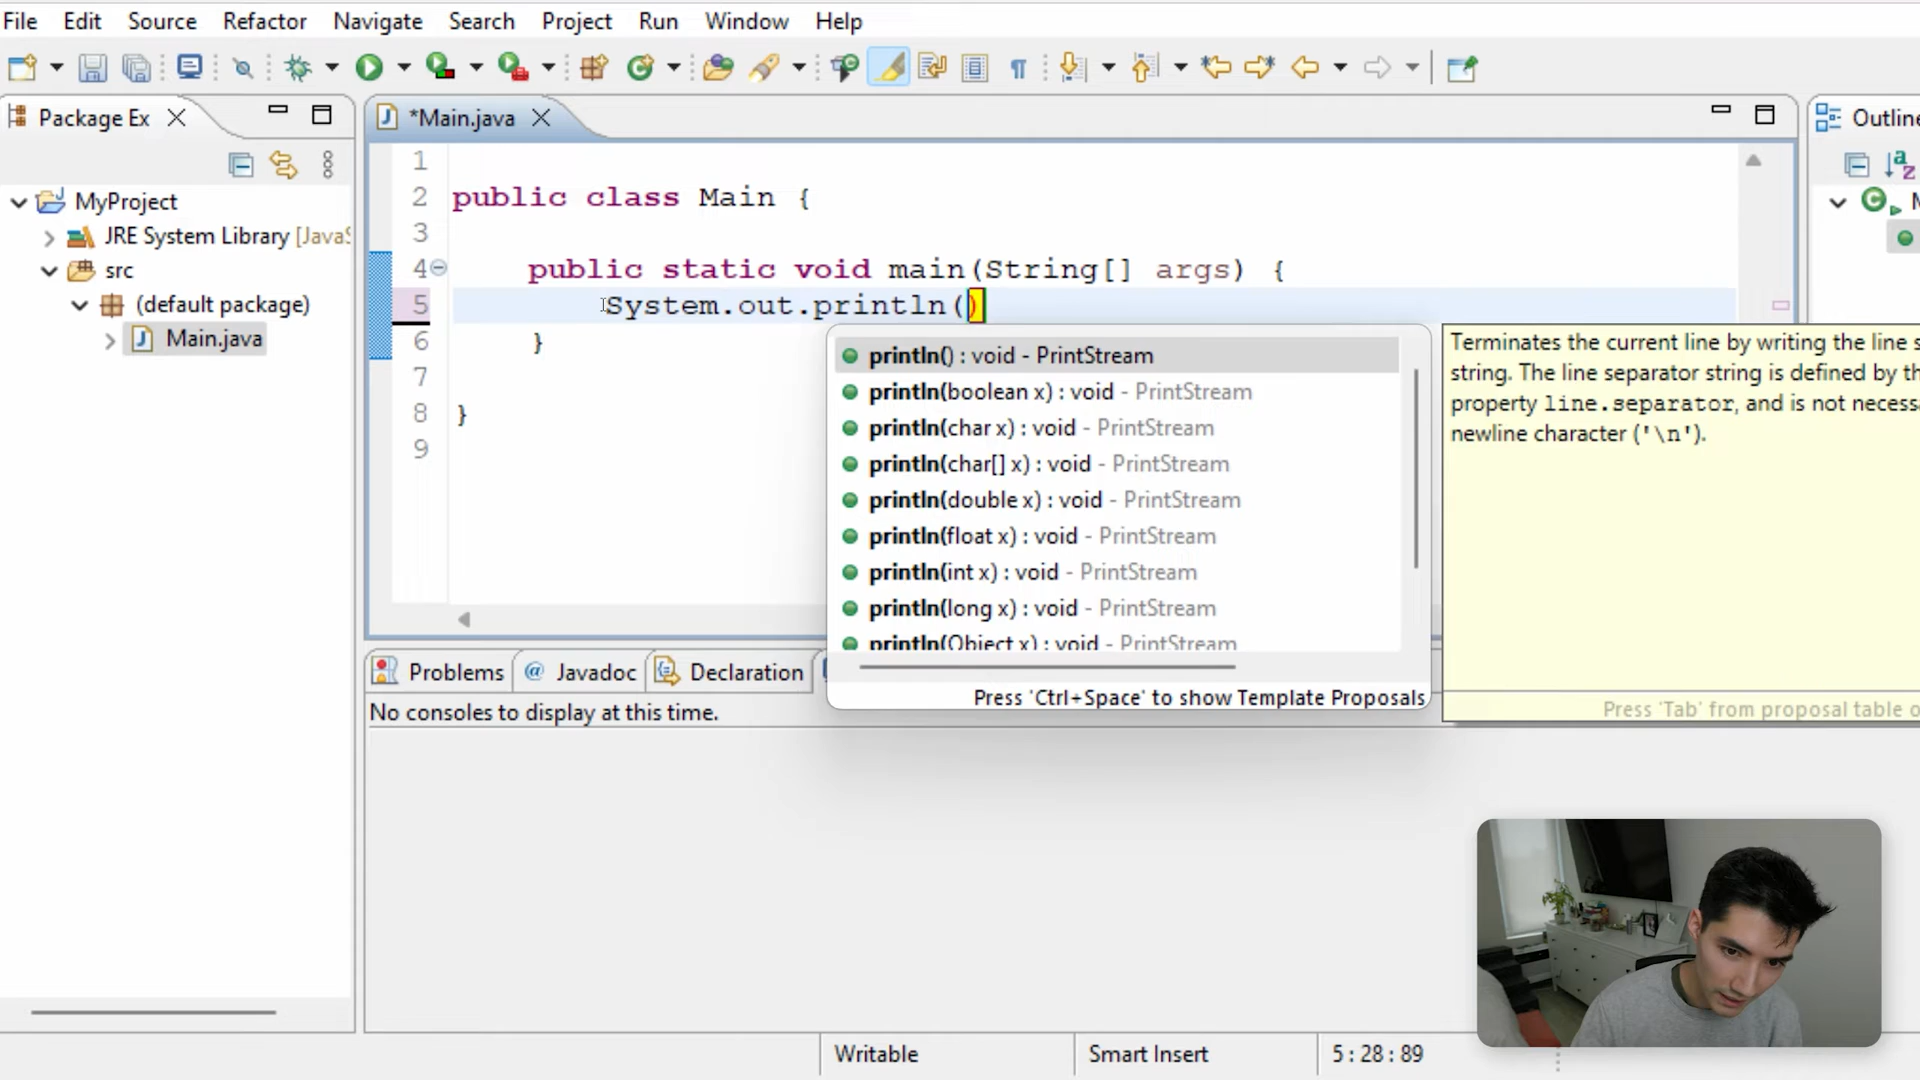 File Edit Source Refactor Navigate Search Project Run Window Help
Package Ex
*Main.java
Outline
MyProject
JRE System Library [JavaS
src
(default package)
Main.java
1
2 public class Main {
3
4 public static void main(String[] args) {
5 System.out.println()
6 }
7
8 }
9
println() : void - PrintStream
println(boolean x) : void - PrintStream
println(char x) : void - PrintStream
println(char[] x) : void - PrintStream
println(double x) : void - PrintStream
println(float x) : void - PrintStream
println(int x) : void - PrintStream
println(long x) : void - PrintStream
println(Object x) : void - PrintStream
Press 'Ctrl+Space' to show Template Proposals
Terminates the current line by writing the line s
string. The line separator string is defined by th
property line.separator, and is not necess
newline character ('\n').
Press 'Tab' from proposal table o
Problems @ Javadoc Declaration
No consoles to display at this time.
Writable Smart Insert 5 : 28 : 89